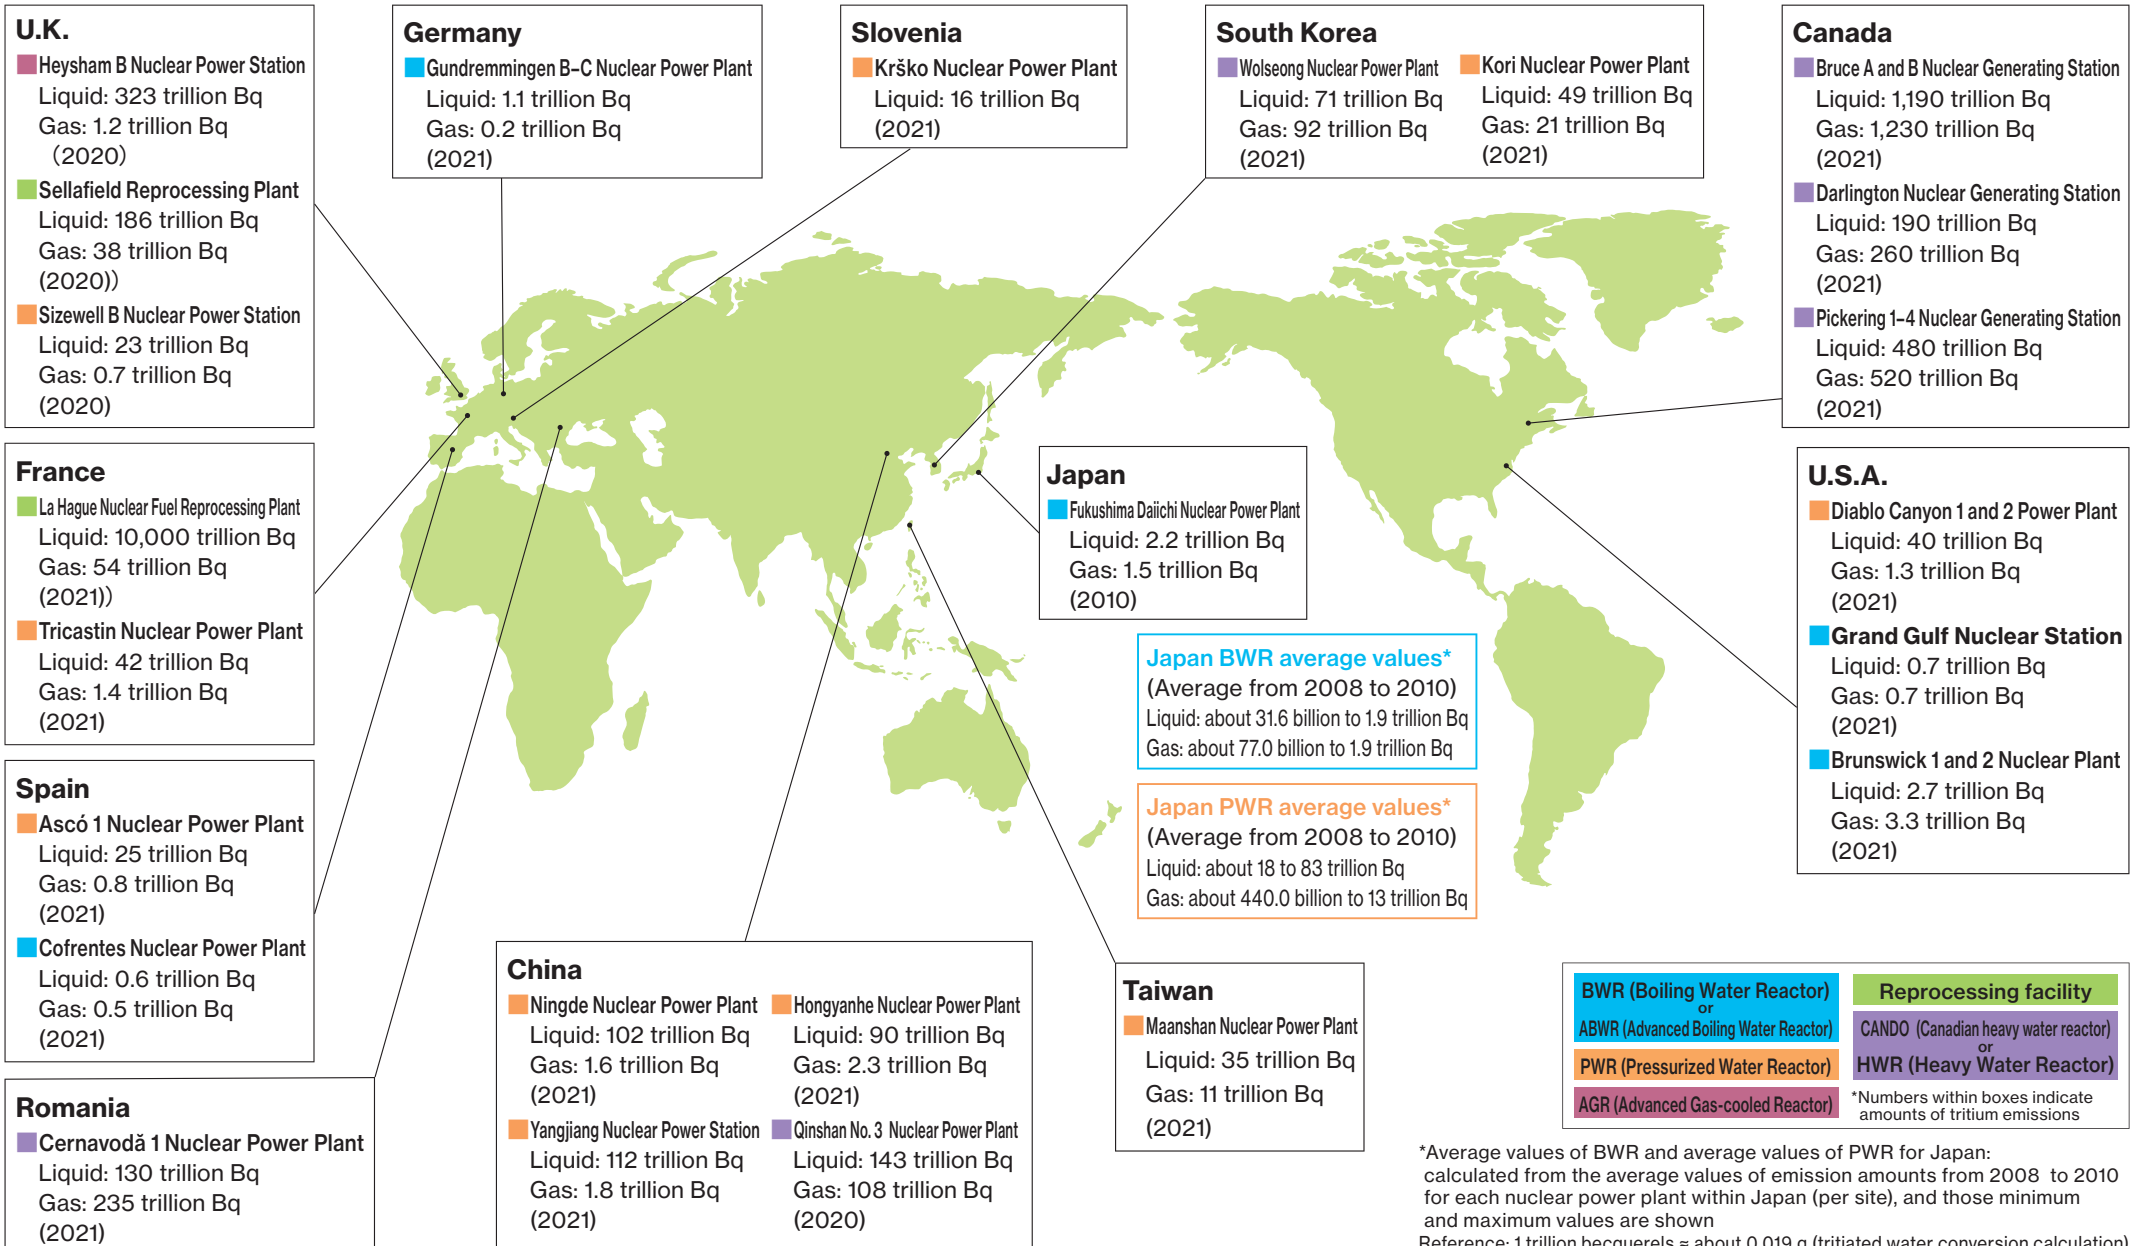 U.K.
Heysham B Nuclear Power Station
Liquid: 323 trillion Bq
Gas: 1.2 trillion Bq
(2020)
Sellafield Reprocessing Plant
Liquid: 186 trillion Bq
Gas: 38 trillion Bq
(2020))
Sizewell B Nuclear Power Station
Liquid: 23 trillion Bq
Gas: 0.7 trillion Bq
(2020)
Germany
Gundremmingen B–C Nuclear Power Plant
Liquid: 1.1 trillion Bq
Gas: 0.2 trillion Bq
(2021)
Slovenia
Krško Nuclear Power Plant
Liquid: 16 trillion Bq
(2021)
South Korea
Wolseong Nuclear Power Plant
Liquid: 71 trillion Bq
Gas: 92 trillion Bq
(2021)
Kori Nuclear Power Plant
Liquid: 49 trillion Bq
Gas: 21 trillion Bq
(2021)
Canada
Bruce A and B Nuclear Generating Station
Liquid: 1,190 trillion Bq
Gas: 1,230 trillion Bq
(2021)
Darlington Nuclear Generating Station
Liquid: 190 trillion Bq
Gas: 260 trillion Bq
(2021)
Pickering 1–4 Nuclear Generating Station
Liquid: 480 trillion Bq
Gas: 520 trillion Bq
(2021)
France
La Hague Nuclear Fuel Reprocessing Plant
Liquid: 10,000 trillion Bq
Gas: 54 trillion Bq
(2021))
Tricastin Nuclear Power Plant
Liquid: 42 trillion Bq
Gas: 1.4 trillion Bq
(2021)
Japan
Fukushima Daiichi Nuclear Power Plant
Liquid: 2.2 trillion Bq
Gas: 1.5 trillion Bq
(2010)
U.S.A.
Diablo Canyon 1 and 2 Power Plant
Liquid: 40 trillion Bq
Gas: 1.3 trillion Bq
(2021)
Grand Gulf Nuclear Station
Liquid: 0.7 trillion Bq
Gas: 0.7 trillion Bq
(2021)
Brunswick 1 and 2 Nuclear Plant
Liquid: 2.7 trillion Bq
Gas: 3.3 trillion Bq
(2021)
Japan BWR average values*
(Average from 2008 to 2010)
Liquid: about 31.6 billion to 1.9 trillion Bq
Gas: about 77.0 billion to 1.9 trillion Bq
Japan PWR average values*
(Average from 2008 to 2010)
Liquid: about 18 to 83 trillion Bq
Gas: about 440.0 billion to 13 trillion Bq
Spain
Ascó 1 Nuclear Power Plant
Liquid: 25 trillion Bq
Gas: 0.8 trillion Bq
(2021)
Cofrentes Nuclear Power Plant
Liquid: 0.6 trillion Bq
Gas: 0.5 trillion Bq
(2021)
Romania
Cernavodă 1 Nuclear Power Plant
Liquid: 130 trillion Bq
Gas: 235 trillion Bq
(2021)
China
Ningde Nuclear Power Plant
Liquid: 102 trillion Bq
Gas: 1.6 trillion Bq
(2021)
Hongyanhe Nuclear Power Plant
Liquid: 90 trillion Bq
Gas: 2.3 trillion Bq
(2021)
Yangjiang Nuclear Power Station
Liquid: 112 trillion Bq
Gas: 1.8 trillion Bq
(2021)
Qinshan No. 3 Nuclear Power Plant
Liquid: 143 trillion Bq
Gas: 108 trillion Bq
(2020)
Taiwan
Maanshan Nuclear Power Plant
Liquid: 35 trillion Bq
Gas: 11 trillion Bq
(2021)
BWR (Boiling Water Reactor)
or
ABWR (Advanced Boiling Water Reactor)
PWR (Pressurized Water Reactor)
AGR (Advanced Gas-cooled Reactor)
Reprocessing facility
CANDO (Canadian heavy water reactor)
or
HWR (Heavy Water Reactor)
*Numbers within boxes indicate
amounts of tritium emissions
*Average values of BWR and average values of PWR for Japan:
calculated from the average values of emission amounts from 2008 to 2010
for each nuclear power plant within Japan (per site), and those minimum
and maximum values are shown
Reference: 1 trillion becquerels ≈ about 0.019 g (tritiated water conversion calculation)